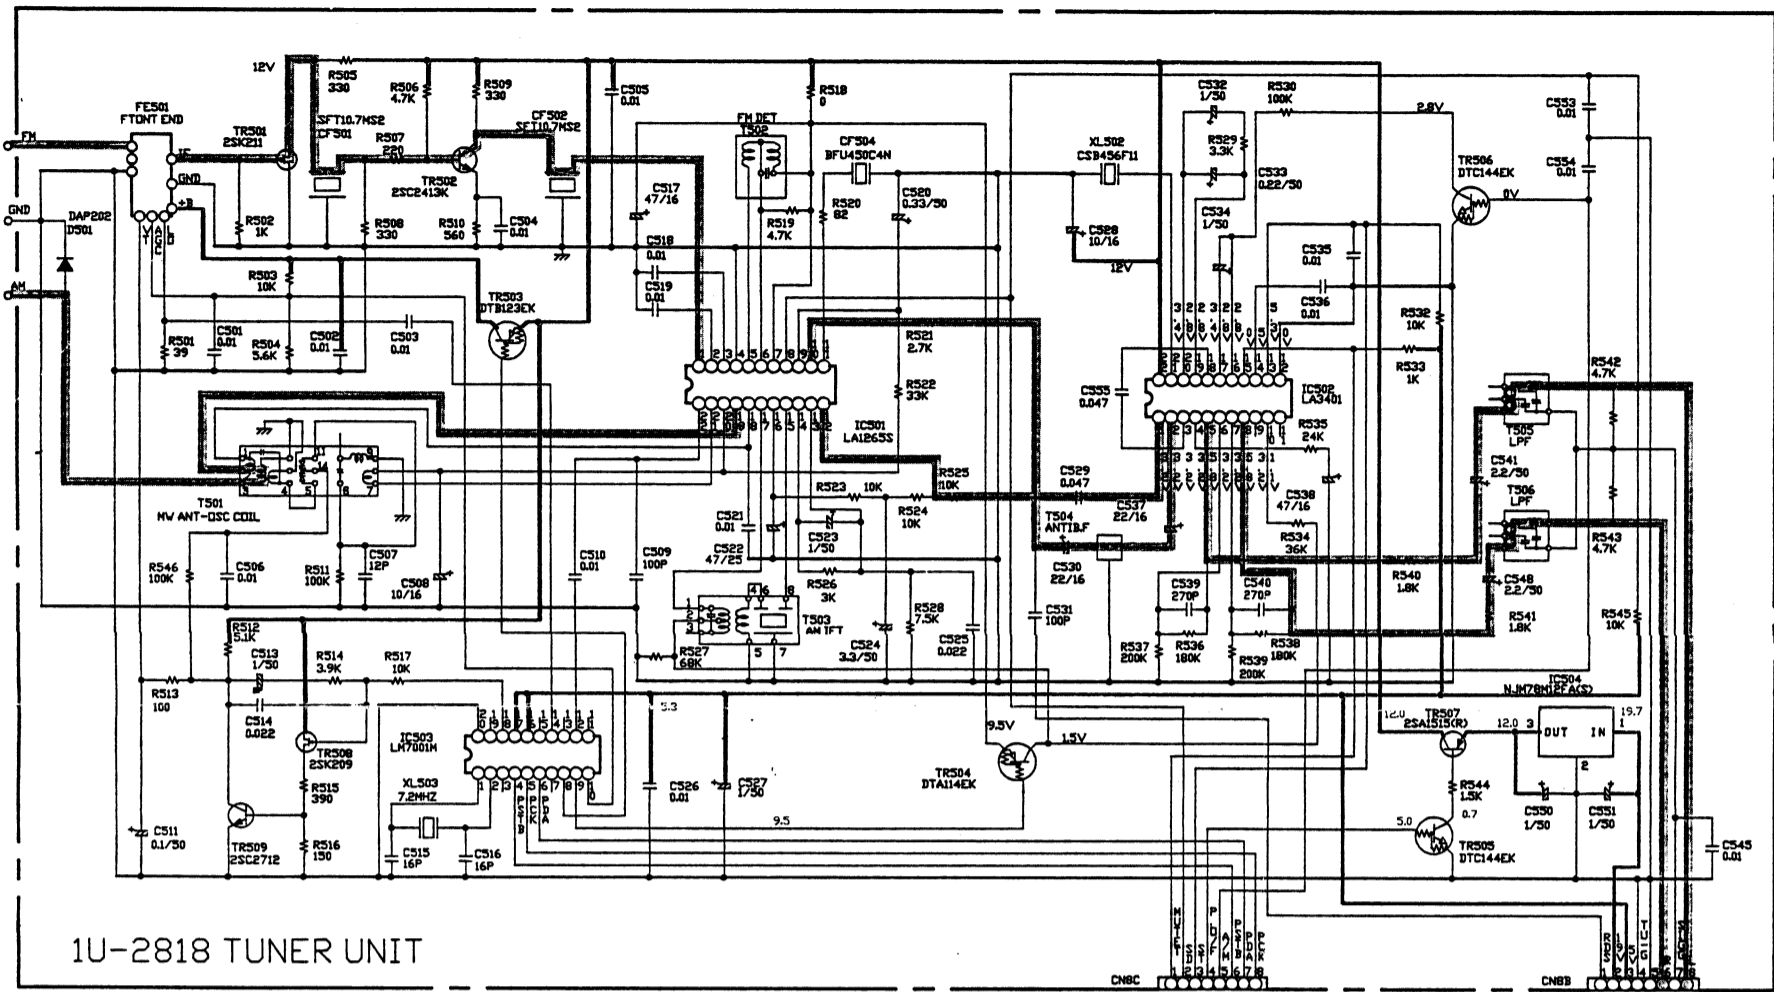 12V
R505
330
R506
4.7K
R509
330
C505
0.01
R518
0
C532
1/50
R530
100K
2.8V
C553
0.01
FE501
FTONT END
FM
TR501
2SK211
SFT10.7MS2
CF501
R507
220
CF502
SFT10.7MS2
FM DET
T502
CF504
BFU450C4N
XL502
CSB456F11
R529
3.3K
C533
0.22/50
C554
0.01
TR506
DTC144EK
0V
IF
GND
+B
TR502
2SC2413K
C517
47/16
C520
0.33/50
GND
DAP202
D501
VT
R502
1K
R508
330
R510
560
C504
0.01
R519
4.7K
R520
82
C528
10/16
C534
1/50
C518
0.01
C519
0.01
12V
C535
0.01
C536
0.01
AM
R503
10K
TR503
DTB123EK
R501
39
C501
0.01
R504
5.6K
C502
0.01
C503
0.01
R521
2.7K
R532
10K
R533
1K
R542
4.7K
C555
0.047
IC502
LA3401
R522
33K
IC501
LA1265S
R535
24K
T505
LPF
T501
MW ANT-OSC COIL
C541
2.2/50
T506
LPF
R525
10K
R523
10K
R524
10K
C529
0.047
C537
22/16
C538
47/16
T504
ANTIB.F
C530
22/16
R534
36K
R543
4.7K
C521
0.01
C522
47/25
C523
1/50
R546
100K
C506
0.01
R511
100K
C507
12P
C508
10/16
C510
0.01
C509
100P
R526
3K
R528
7.5K
T503
AM IFT
C524
3.3/50
C525
0.022
C531
100P
C539
270P
C540
270P
R540
1.8K
C548
2.2/50
R541
1.8K
R545
10K
R512
5.1K
C513
1/50
R514
3.9K
R517
10K
R527
68K
R537
200K
R536
180K
R539
200K
R538
180K
R513
100
C514
0.022
5.3
IC504
NJM78M12FA(S)
IC503
LM7001M
9.5V
1.5V
12.0
TR507
2SA1515(R)
12.0
3
OUT
IN
19.7
1
2
TR508
2SK209
XL503
7.2MHZ
C526
0.01
C527
1/50
TR504
DTA114EK
R515
390
R544
1.5K
0.7
C550
1/50
C551
1/50
C511
0.1/50
TR509
2SC2712
R516
150
C515
16P
C516
16P
9.5
5.0
TR505
DTC144EK
C545
0.01
1U-2818 TUNER UNIT
CN8C
1 2 3 4 5 6 7 8
CN8B